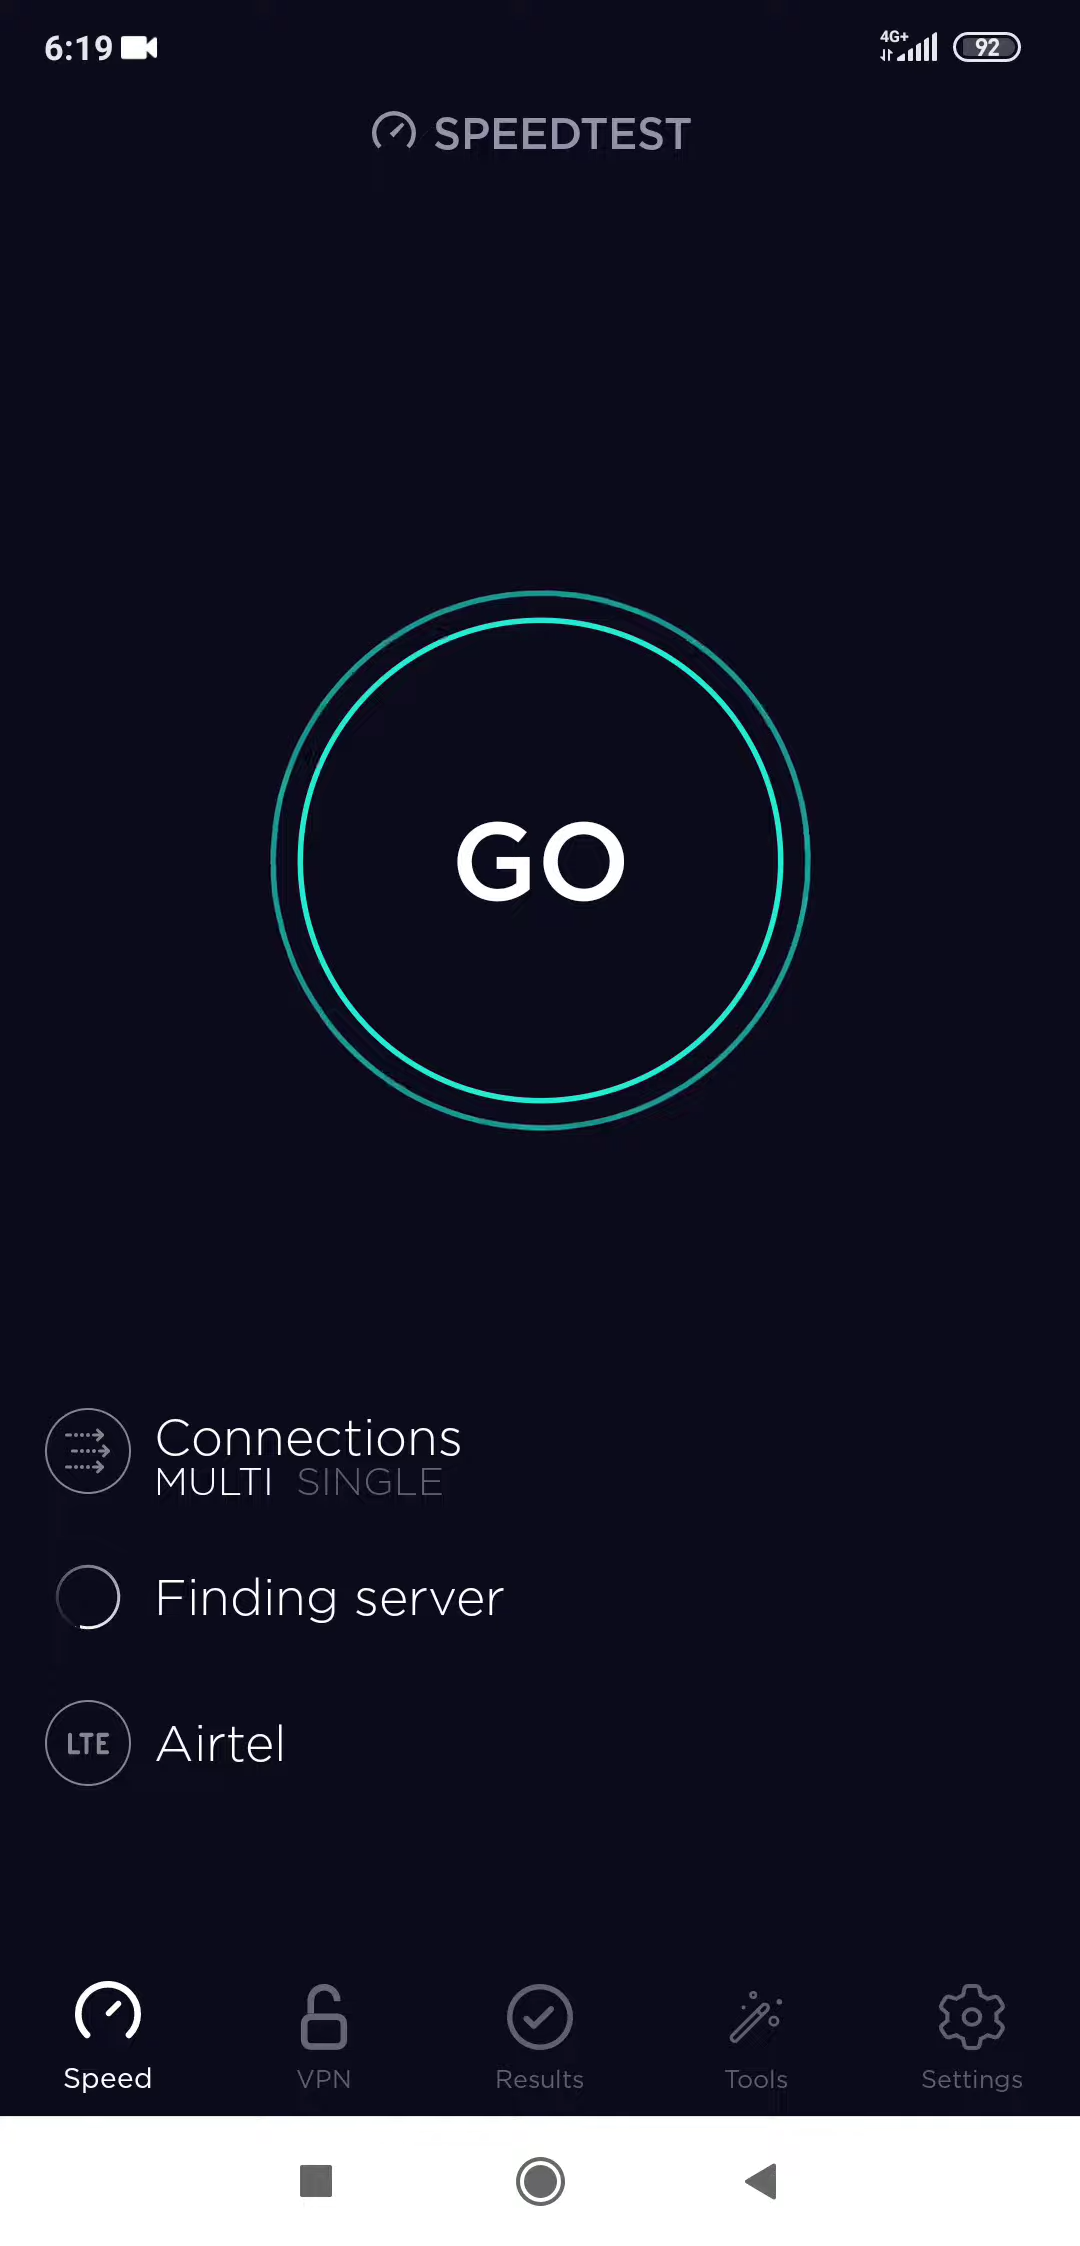 6:19 4G+ 92
SPEEDTEST
GO
Connections
MULTI SINGLE
Finding server
LTE Airtel
Speed VPN Results Tools Settings